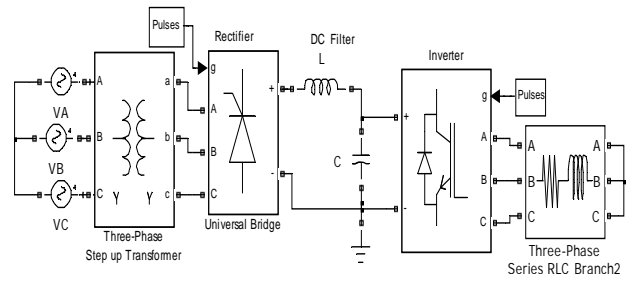 Pulses
Rectifier
DC Filter
L
Inverter
g
+
A
a
A
VA
B
b
B
VB
C
Y
Y
c
C
-
VC
C
+
-
g
Pulses
A
B
C
A
A
B
B
C
C
Three-Phase
Step up Transformer
Universal Bridge
Three-Phase
Series RLC Branch2